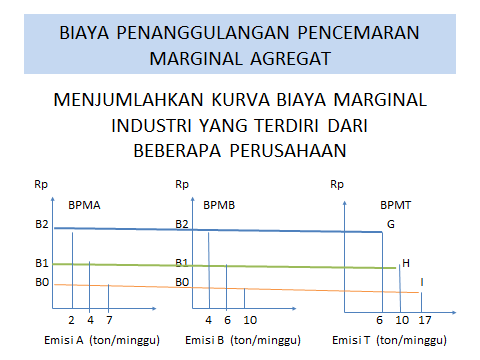 BIAYA PENANGGULANGAN PENCEMARAN
MARGINAL AGREGAT
MENJUMLAHKAN KURVA BIAYA MARGINAL
INDUSTRI YANG TERDIRI DARI
BEBERAPA PERUSAHAAN
Rp Rp Rp
BPMA BPMB BPMT
B2 B2 G
B1 B1 H
B0 B0 I
2 4 7 4 6 10 6 10 17
Emisi A (ton/minggu) Emisi B (ton/minggu) Emisi T (ton/minggu)